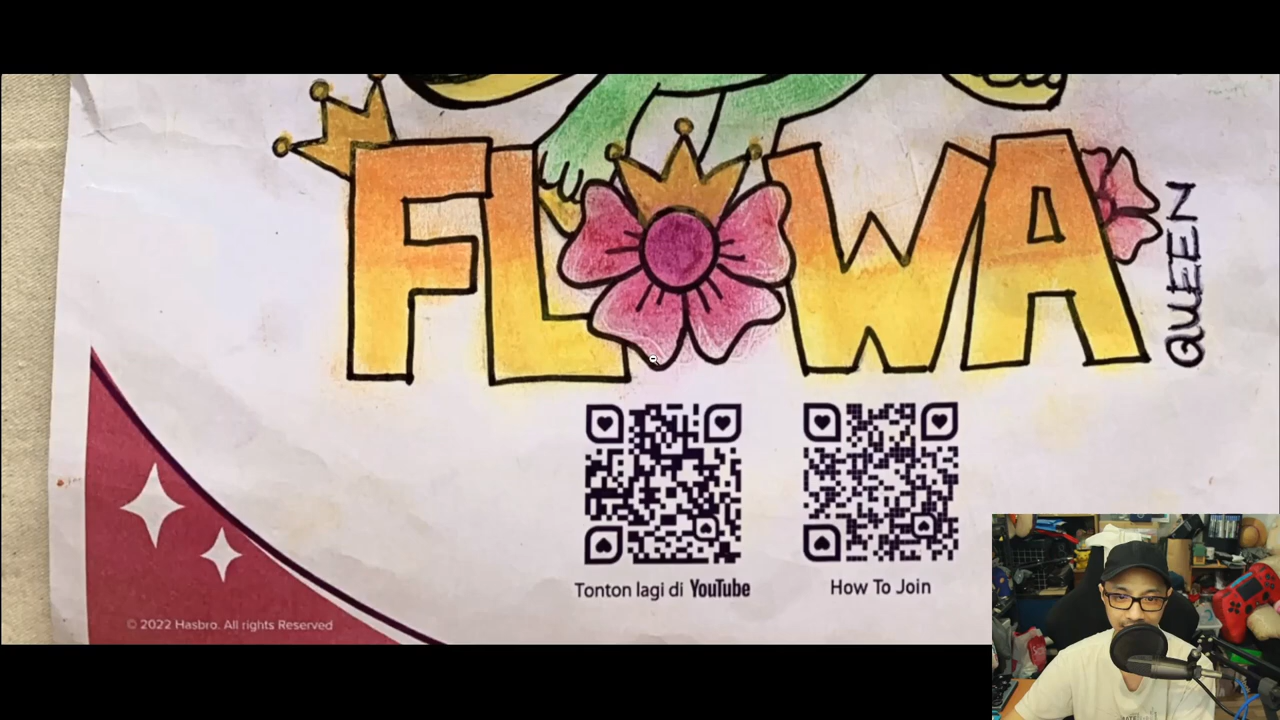 FLOWA
QUEEN
Tonton lagi di YouTube
How To Join
© 2022 Hasbro. All rights Reserved